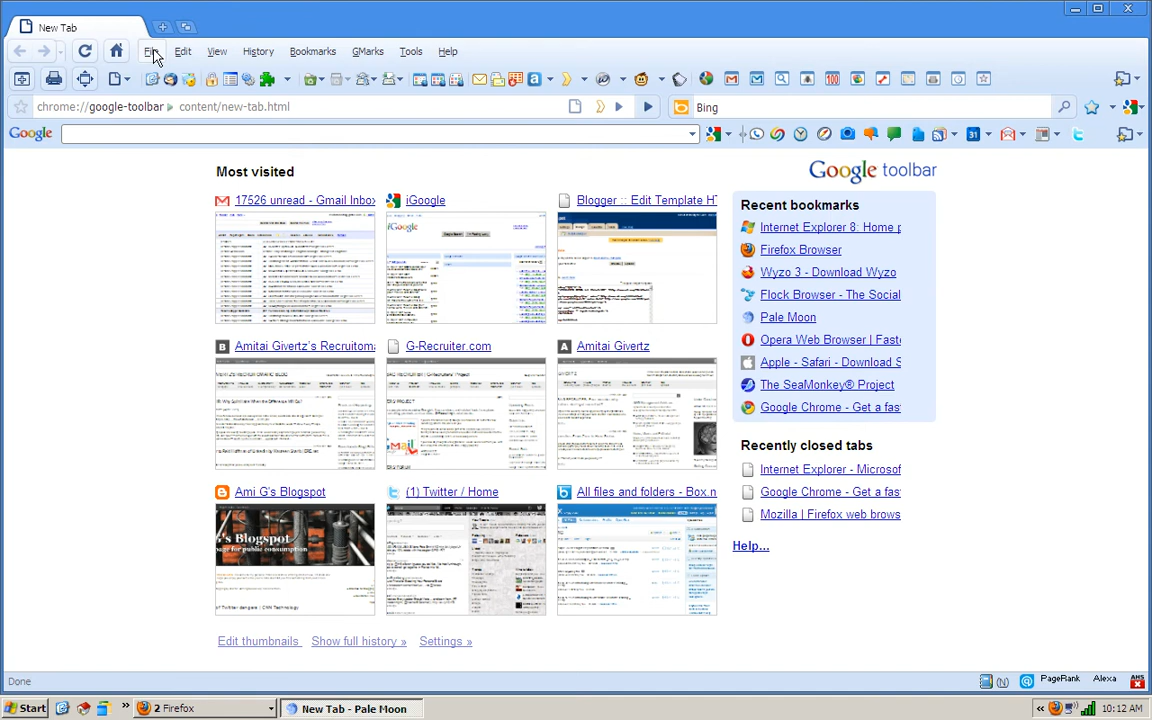 New Tab
File Edit View History Bookmarks GMarks Tools Help
chrome://google-toolbar content/new-tab.html
Bing
Google
Most visited
Google toolbar
17526 unread - Gmail Inbox
iGoogle
Blogger :: Edit Template HT
Amitai Givertz's Recruitoma
G-Recruiter.com
Amitai Givertz
Ami G's Blogspot
(1) Twitter / Home
All files and folders - Box.n
Edit thumbnails Show full history » Settings »
Recent bookmarks
Internet Explorer 8: Home p
Firefox Browser
Wyzo 3 - Download Wyzo
Flock Browser - The Social
Pale Moon
Opera Web Browser | Faste
Apple - Safari - Download S
The SeaMonkey® Project
Google Chrome - Get a fas
Recently closed tabs
Internet Explorer - Microsof
Google Chrome - Get a fas
Mozilla | Firefox web brows
Help...
Done
PageRank Alexa
Start
2 Firefox
New Tab - Pale Moon
10:12 AM